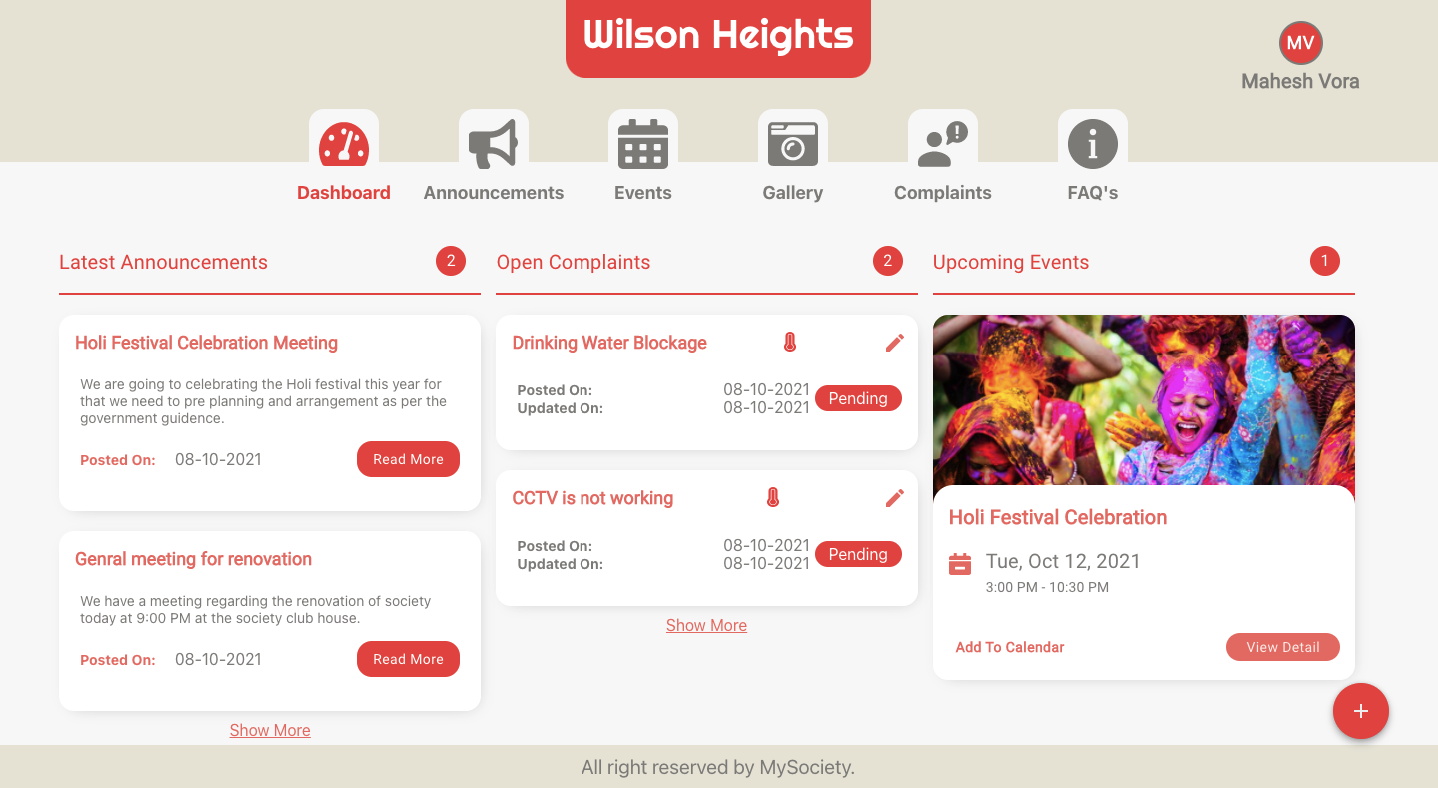 Wilson Heights
MV
Mahesh Vora
Dashboard
Announcements
Events
Gallery
Complaints
FAQ's
Latest Announcements
2
Holi Festival Celebration Meeting
We are going to celebrating the Holi festival this year for
that we need to pre planning and arrangement as per the
government guidence.
Posted On: 08-10-2021
Read More
Genral meeting for renovation
We have a meeting regarding the renovation of society
today at 9:00 PM at the society club house.
Posted On: 08-10-2021
Read More
Show More
Open Complaints
2
Drinking Water Blockage
Posted On: 08-10-2021
Updated On: 08-10-2021
Pending
CCTV is not working
Posted On: 08-10-2021
Updated On: 08-10-2021
Pending
Show More
Upcoming Events
1
Holi Festival Celebration
Tue, Oct 12, 2021
3:00 PM - 10:30 PM
Add To Calendar
View Detail
+
All right reserved by MySociety.